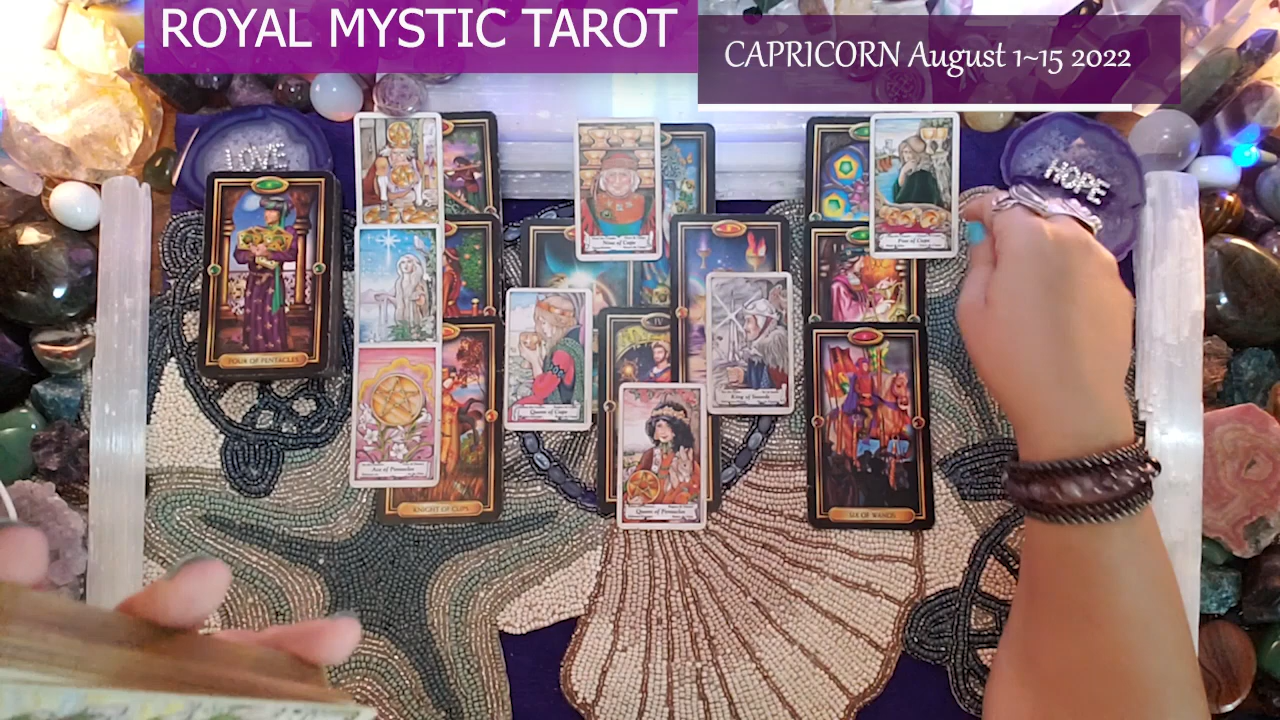 ROYAL MYSTIC TAROT
CAPRICORN August 1~15 2022
LOVE
HOPE
FOUR OF PENTACLES
Nine of Cups
Five of Cups
IV
Queen of Cups
King of Swords
Ace of Pentacles
Queen of Pentacles
KNIGHT OF CUPS
SIX OF WANDS